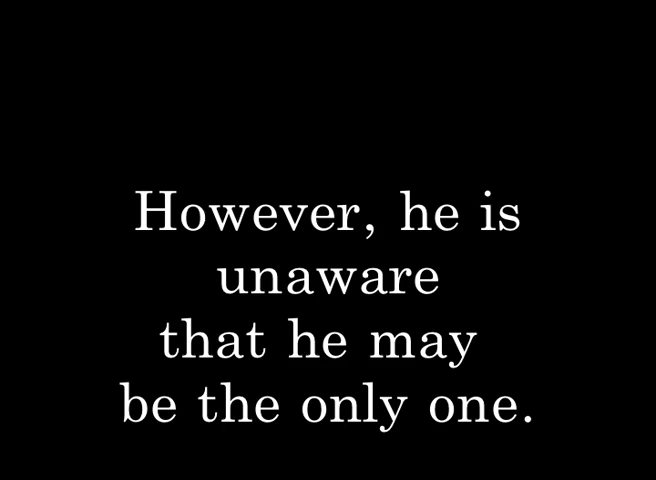 However, he is
unaware
that he may
be the only one.